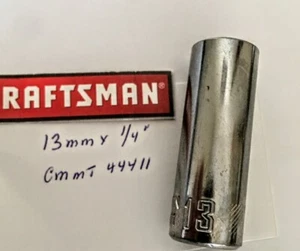 RAFTSMAN
13mm x 1/4"
CMMT 44411
13